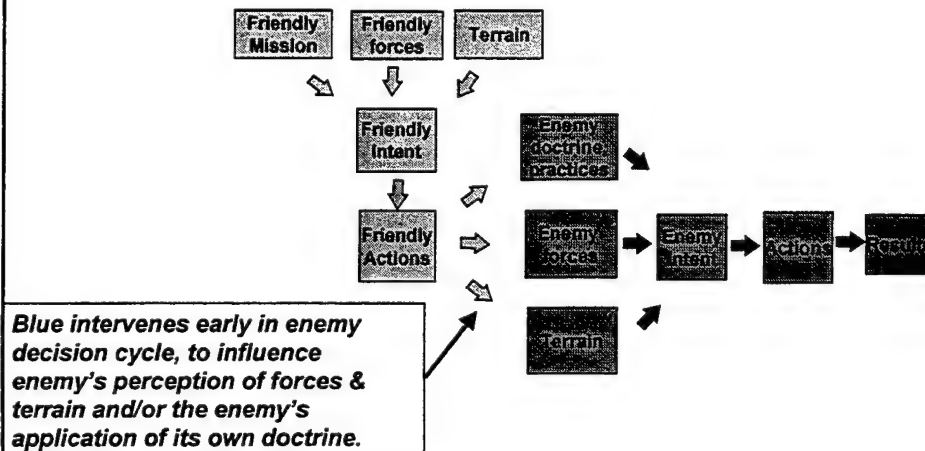 Friendly
Mission
Friendly
forces
Terrain
Friendly
Intent
Friendly
Actions
Enemy
doctrine,
practices
Enemy
forces
Terrain
Enemy
Intent
Actions
Result
Blue intervenes early in enemy
decision cycle, to influence
enemy's perception of forces &
terrain and/or the enemy's
application of its own doctrine.